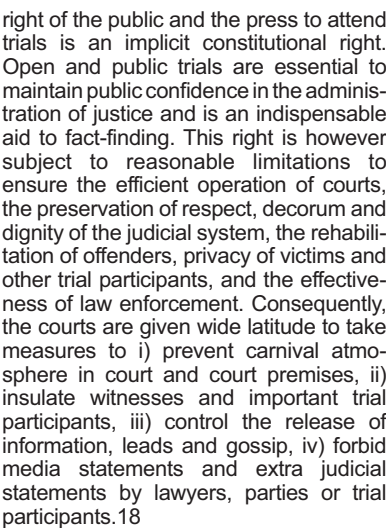 right of the public and the press to attend
trials is an implicit constitutional right.
Open and public trials are essential to
maintain public confidence in the adminis-
tration of justice and is an indispensable
aid to fact-finding. This right is however
subject to reasonable limitations to
ensure the efficient operation of courts,
the preservation of respect, decorum and
dignity of the judicial system, the rehabili-
tation of offenders, privacy of victims and
other trial participants, and the effective-
ness of law enforcement. Consequently,
the courts are given wide latitude to take
measures to i) prevent carnival atmo-
sphere in court and court premises, ii)
insulate witnesses and important trial
participants, iii) control the release of
information, leads and gossip, iv) forbid
media statements and extra judicial
statements by lawyers, parties or trial
participants.18